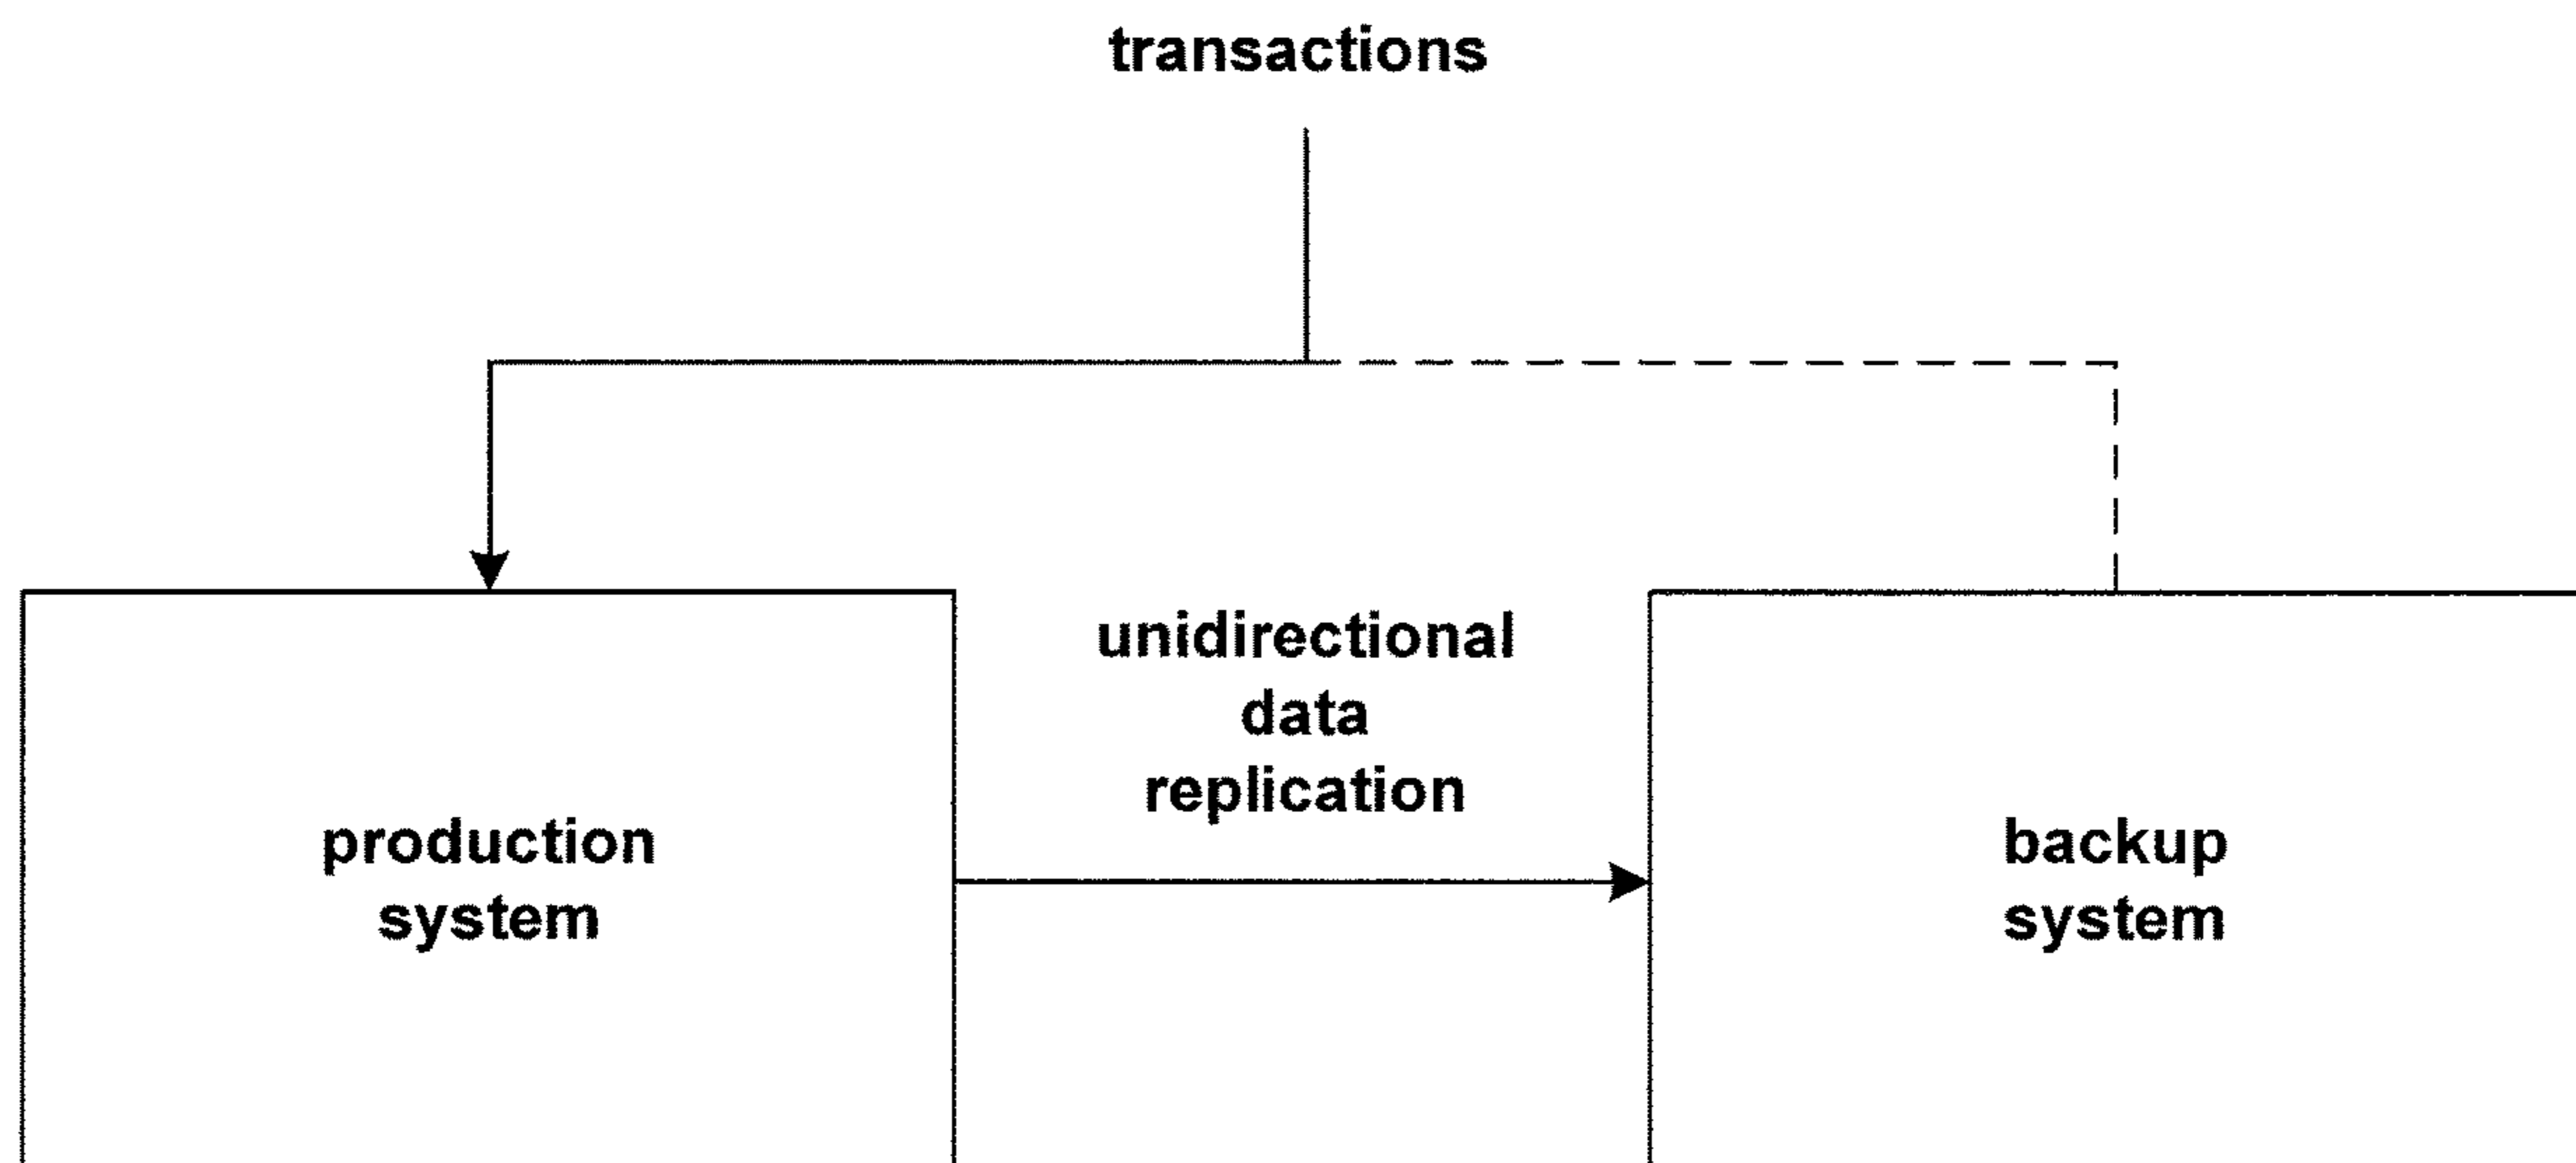 transactions
unidirectional
data
replication
production
system
backup
system